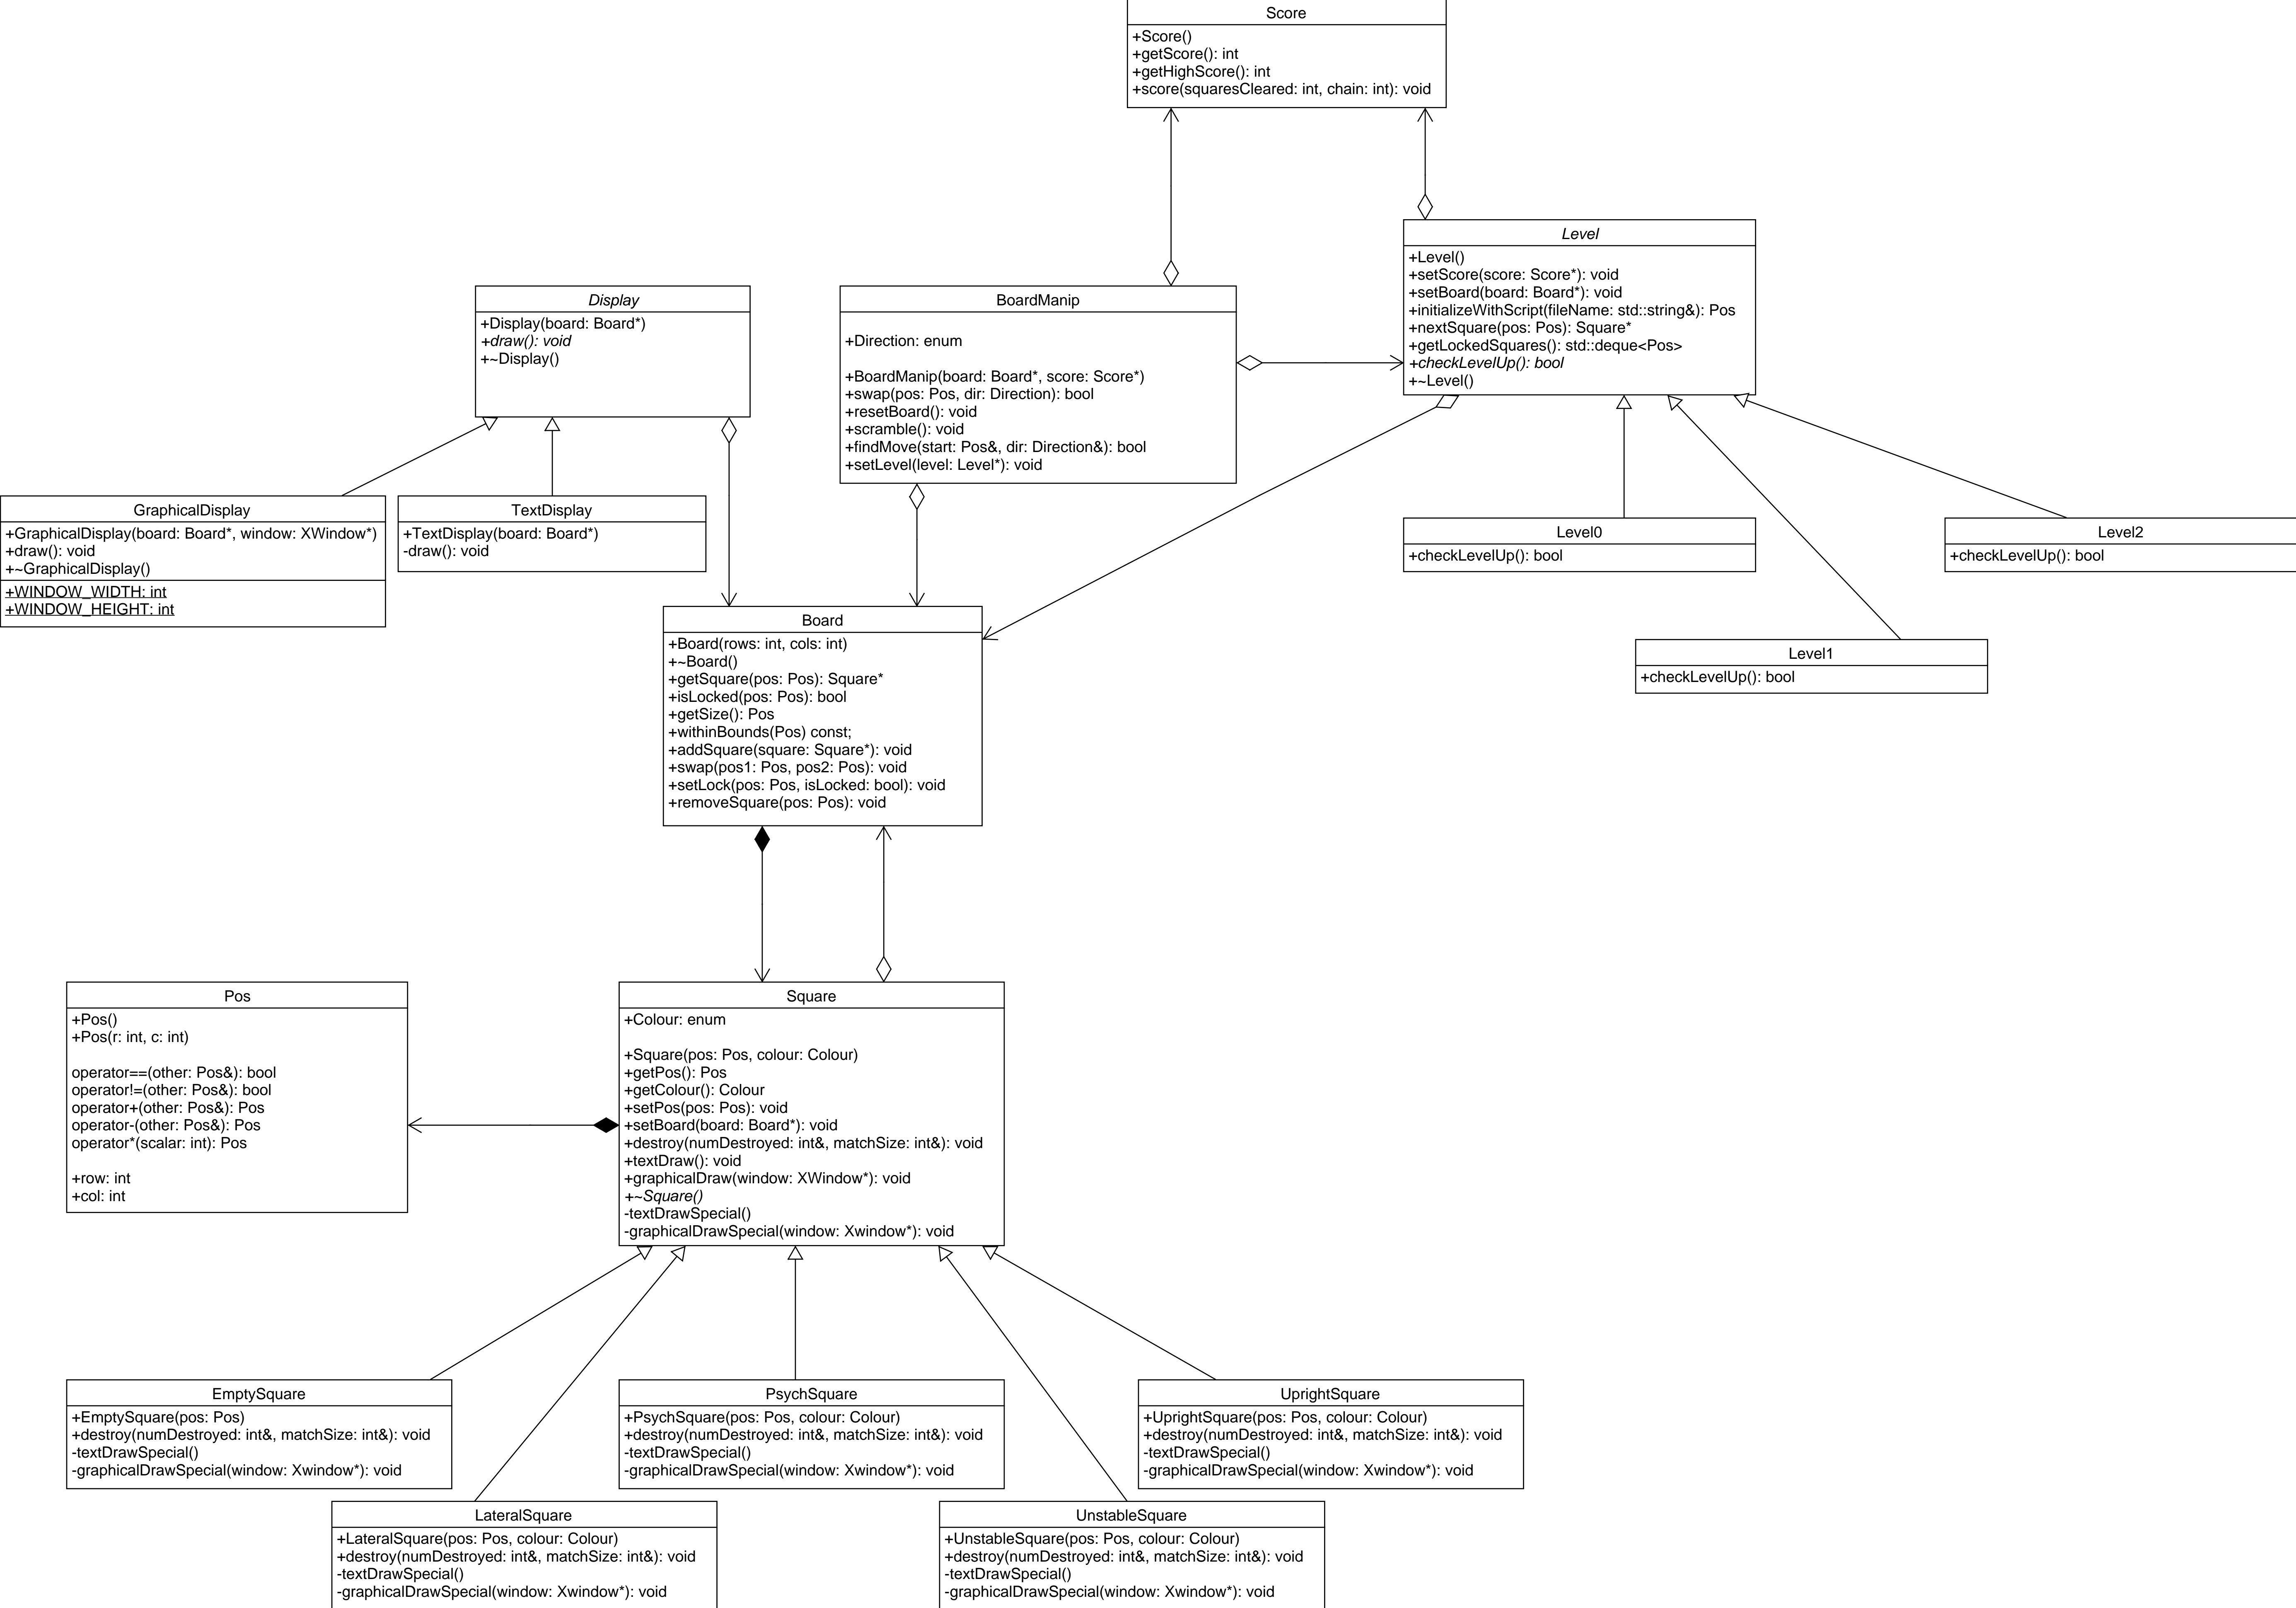 Score
+Score()
+getScore(): int
+getHighScore(): int
+score(squaresCleared: int, chain: int): void
Level
+Level()
+setScore(score: Score*): void
+setBoard(board: Board*): void
+initializeWithScript(fileName: std::string&): Pos
+nextSquare(pos: Pos): Square*
+getLockedSquares(): std::deque<Pos>
+checkLevelUp(): bool
+~Level()
Display
+Display(board: Board*)
+draw(): void
+~Display()
BoardManip
+Direction: enum
+BoardManip(board: Board*, score: Score*)
+swap(pos: Pos, dir: Direction): bool
+resetBoard(): void
+scramble(): void
+findMove(start: Pos&, dir: Direction&): bool
+setLevel(level: Level*): void
GraphicalDisplay
+GraphicalDisplay(board: Board*, window: XWindow*)
+draw(): void
+~GraphicalDisplay()
+WINDOW_WIDTH: int
+WINDOW_HEIGHT: int
TextDisplay
+TextDisplay(board: Board*)
-draw(): void
Level0
+checkLevelUp(): bool
Level2
+checkLevelUp(): bool
Level1
+checkLevelUp(): bool
Board
+Board(rows: int, cols: int)
+~Board()
+getSquare(pos: Pos): Square*
+isLocked(pos: Pos): bool
+getSize(): Pos
+withinBounds(Pos) const;
+addSquare(square: Square*): void
+swap(pos1: Pos, pos2: Pos): void
+setLock(pos: Pos, isLocked: bool): void
+removeSquare(pos: Pos): void
Pos
+Pos()
+Pos(r: int, c: int)
operator==(other: Pos&): bool
operator!=(other: Pos&): bool
operator+(other: Pos&): Pos
operator-(other: Pos&): Pos
operator*(scalar: int): Pos
+row: int
+col: int
Square
+Colour: enum
+Square(pos: Pos, colour: Colour)
+getPos(): Pos
+getColour(): Colour
+setPos(pos: Pos): void
+setBoard(board: Board*): void
+destroy(numDestroyed: int&, matchSize: int&): void
+textDraw(): void
+graphicalDraw(window: XWindow*): void
+~Square()
-textDrawSpecial()
-graphicalDrawSpecial(window: Xwindow*): void
EmptySquare
+EmptySquare(pos: Pos)
+destroy(numDestroyed: int&, matchSize: int&): void
-textDrawSpecial()
-graphicalDrawSpecial(window: Xwindow*): void
PsychSquare
+PsychSquare(pos: Pos, colour: Colour)
+destroy(numDestroyed: int&, matchSize: int&): void
-textDrawSpecial()
-graphicalDrawSpecial(window: Xwindow*): void
UprightSquare
+UprightSquare(pos: Pos, colour: Colour)
+destroy(numDestroyed: int&, matchSize: int&): void
-textDrawSpecial()
-graphicalDrawSpecial(window: Xwindow*): void
LateralSquare
+LateralSquare(pos: Pos, colour: Colour)
+destroy(numDestroyed: int&, matchSize: int&): void
-textDrawSpecial()
-graphicalDrawSpecial(window: Xwindow*): void
UnstableSquare
+UnstableSquare(pos: Pos, colour: Colour)
+destroy(numDestroyed: int&, matchSize: int&): void
-textDrawSpecial()
-graphicalDrawSpecial(window: Xwindow*): void